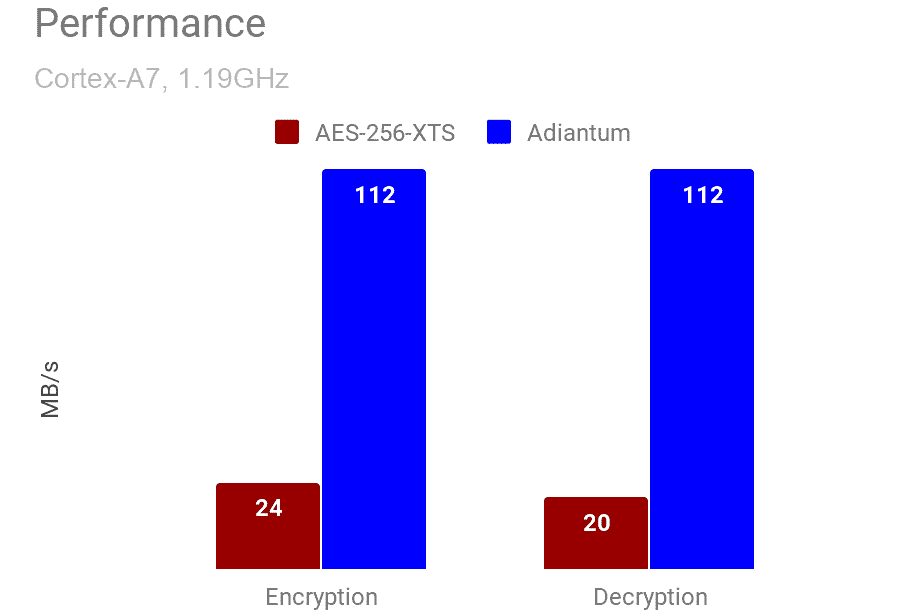 Performance
Cortex-A7, 1.19GHz
AES-256-XTS Adiantum
112 112
MB/s
24 20
Encryption Decryption